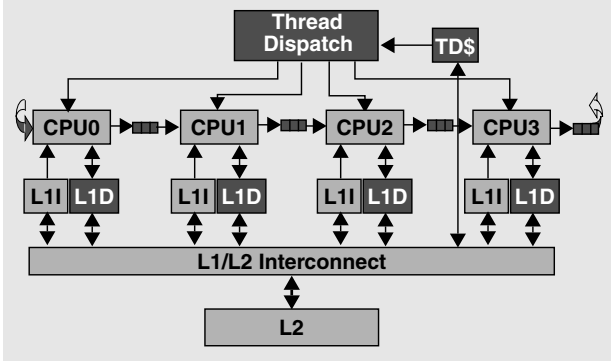 Thread
Dispatch
TD$
CPU0
CPU1
CPU2
CPU3
L1I
L1D
L1I
L1D
L1I
L1D
L1I
L1D
L1/L2 Interconnect
L2